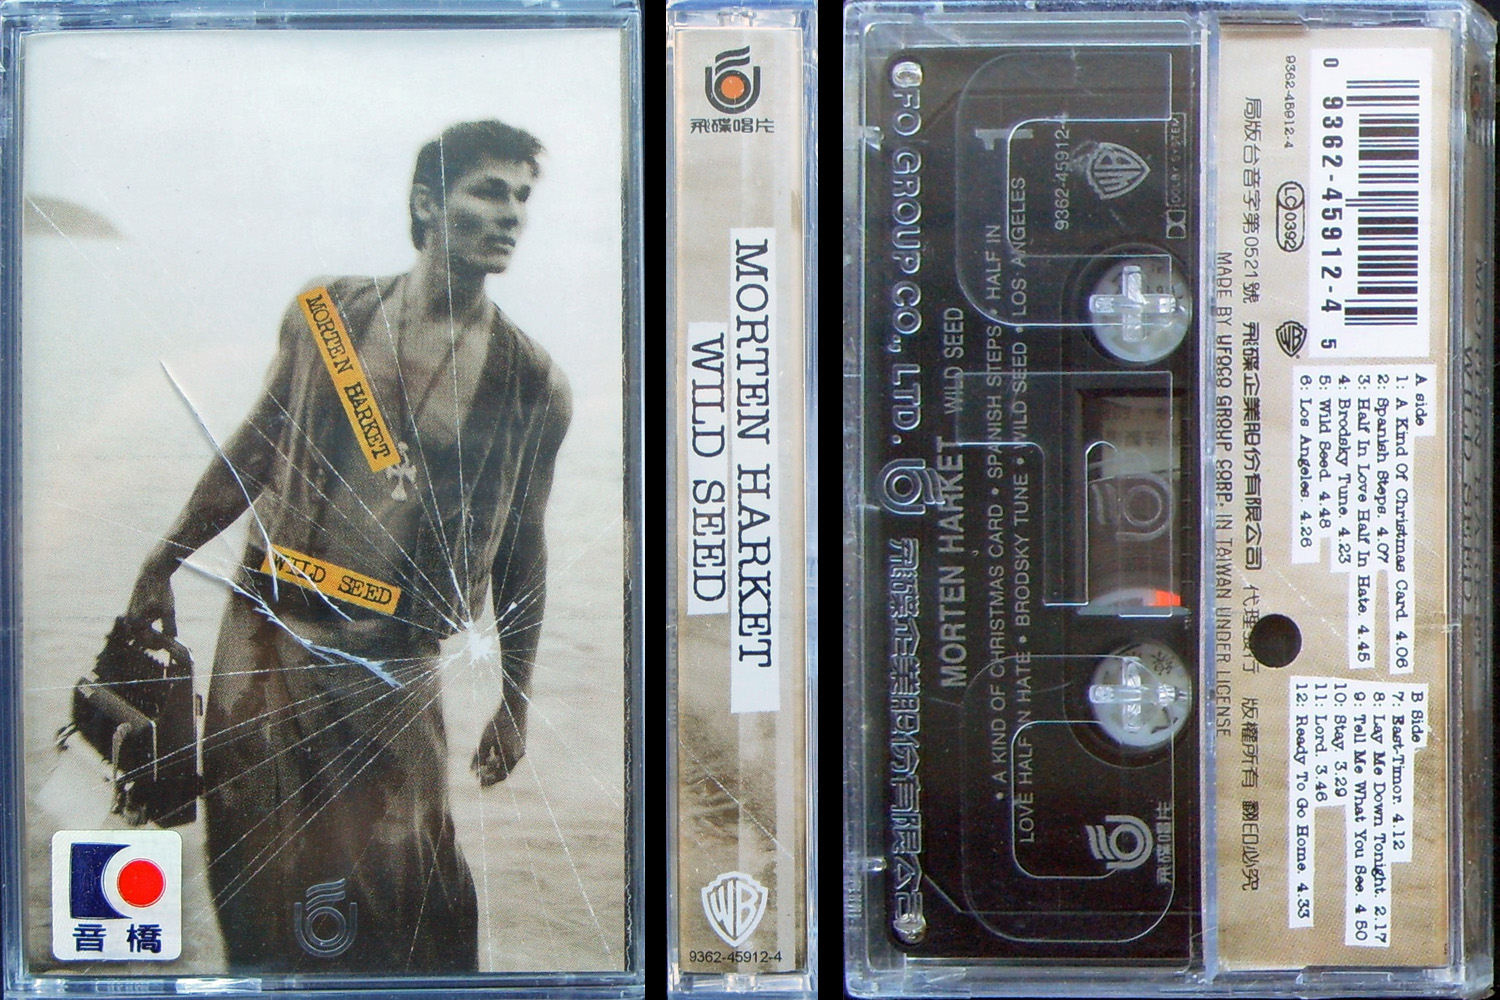 MORTEN HARKET
WILD SEED
音橋
飛碟唱片
MORTEN HARKET
WILD SEED
WB
9362-45912-4
UFO GROUP CO., LTD.
飛碟企業股份有限公司
MORTEN HARKET WILD SEED
• A KIND OF CHRISTMAS CARD • SPANISH STEPS • HALF IN
LOVE HALF IN HATE • BRODSKY TUNE • WILD SEED • LOS ANGELES
1
9362-45912-4
WB
DOLBY SYSTEM
飛碟唱片
MADE BY UFOCO GROUP CORP. IN TAIWAN UNDER LICENSE
局版台音字第0521號 飛碟企業股份有限公司 代理發行 版權所有 翻印必究
9362-45912-4
LC 0392
WB
0 9362-45912-4 5
A side
1: A Kind Of Christmas Card. 4.06
2: Spanish Steps. 4.07
3: Half In Love Half In Hate. 4.45
4: Brodsky Tune. 4.23
5: Wild Seed. 4.48
6: Los Angeles. 4.26
B Side
7: East-Timor. 4.12
8: Lay Me Down Tonight. 2.17
9: Tell Me What You See. 4 50
10: Stay. 3.29
11: Lord. 3.46
12: Ready To Go Home. 4.33